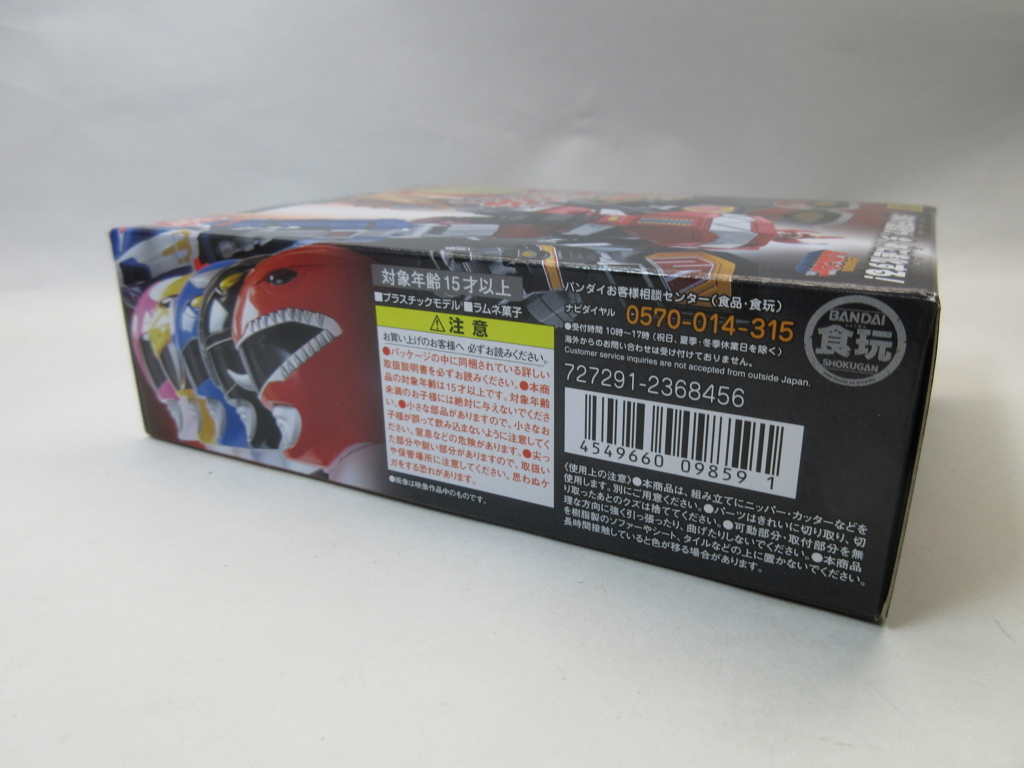 対象年齢15才以上
■プラスチックモデル ■ラムネ菓子
⚠注意
お買い上げのお客様へ 必ずお読みください。
●パッケージの中に同梱されている詳しい
取扱説明書を必ずお読みください。●本商
品の対象年齢は15才以上です。対象年齢
未満のお子様には絶対に与えないでくださ
い。●小さな部品がありますので、小さなお
子様が誤って飲み込まないように注意してく
ださい。窒息などの危険があります。●尖っ
た部分や鋭い部分がありますので、取扱い
や保管場所に注意してください。思わぬケ
ガをする恐れがあります。
●画像は映像作品中のものです。
バンダイお客様相談センター(食品・食玩)
ナビダイヤル 0570-014-315
●受付時間 10時〜17時(祝日、夏季・冬季休業日を除く)
海外からのお問い合わせは受け付けておりません。
Customer service inquiries are not accepted from outside Japan.
727291-2368456
4549660 098591
BANDAI
食玩
SHOKUGAN
〈使用上の注意〉●本商品は、組み立てにニッパー・カッターなどを
使用します。別にご用意ください。●パーツはきれいに切り取り、切
り取ったあとのクズは捨ててください。●可動部分・取付部分を無
理な方向に強く引っ張ったり、曲げたりしないでください。●本商品
を樹脂製のソファーやシート、タイルなどの上に置かないでください。
長時間接触していると色が移る場合があります。